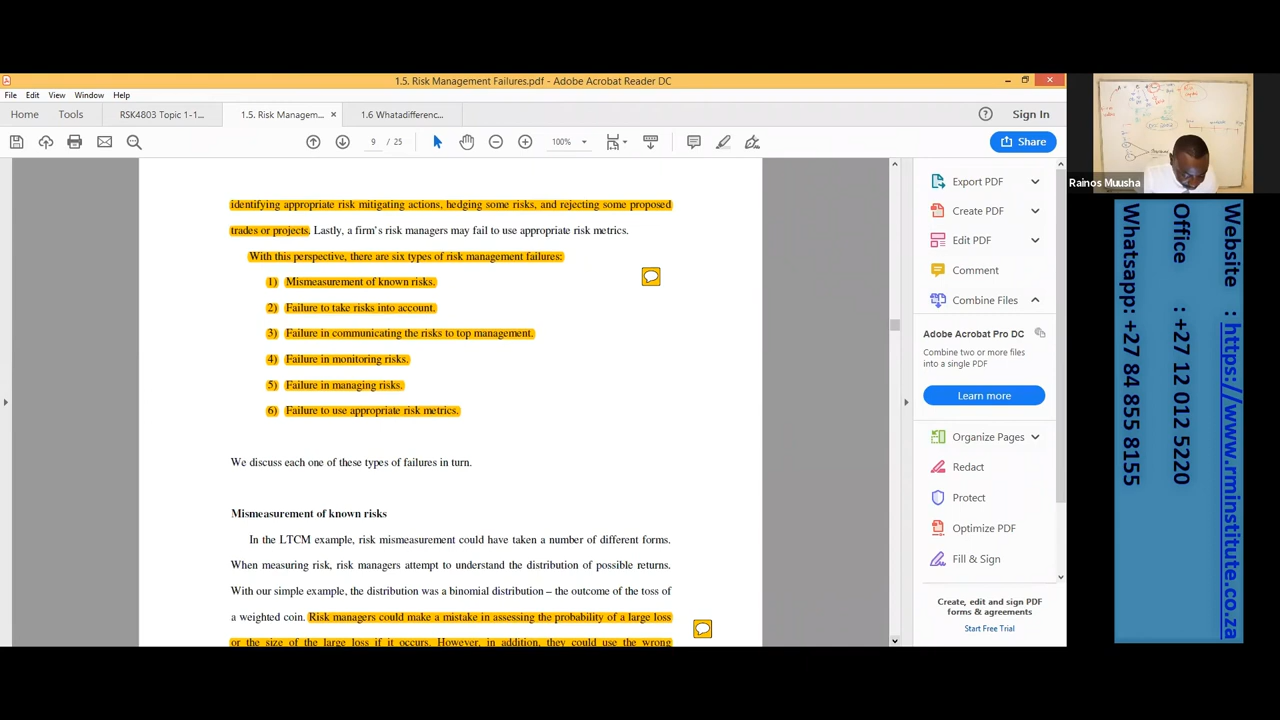 1.5. Risk Management Failures.pdf - Adobe Acrobat Reader DC
File Edit View Window Help
Home Tools RSK4803 Topic 1-1... 1.5. Risk Managem... × 1.6 Whatadifferenc... Sign In
9 / 25 100% Share
identifying appropriate risk mitigating actions, hedging some risks, and rejecting some proposed
trades or projects. Lastly, a firm's risk managers may fail to use appropriate risk metrics.
With this perspective, there are six types of risk management failures:
1) Mismeasurement of known risks.
2) Failure to take risks into account.
3) Failure in communicating the risks to top management.
4) Failure in monitoring risks.
5) Failure in managing risks.
6) Failure to use appropriate risk metrics.
We discuss each one of these types of failures in turn.
Mismeasurement of known risks
In the LTCM example, risk mismeasurement could have taken a number of different forms.
When measuring risk, risk managers attempt to understand the distribution of possible returns.
With our simple example, the distribution was a binomial distribution – the outcome of the toss of
a weighted coin. Risk managers could make a mistake in assessing the probability of a large loss
or the size of the large loss if it occurs. However, in addition, they could use the wrong
Export PDF
Create PDF
Edit PDF
Comment
Combine Files
Adobe Acrobat Pro DC
Combine two or more files
into a single PDF
Learn more
Organize Pages
Redact
Protect
Optimize PDF
Fill & Sign
Create, edit and sign PDF
forms & agreements
Start Free Trial
Rainos Muusha
Website : https://www.rminstitute.co.za
Office : +27 12 012 5220
Whatsapp: +27 84 855 8155